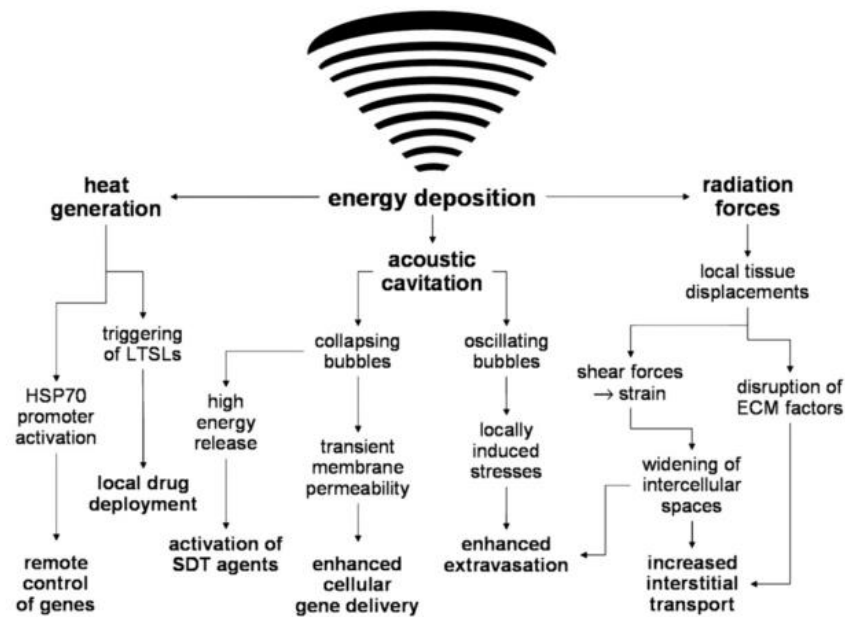 heat
generation
energy deposition
radiation
forces
acoustic
cavitation
local tissue
displacements
triggering
of LTSLs
collapsing
bubbles
oscillating
bubbles
shear forces
→ strain
disruption of
ECM factors
HSP70
promoter
activation
high
energy
release
transient
membrane
permeability
locally
induced
stresses
widening of
intercellular
spaces
local drug
deployment
remote
control
of genes
activation of
SDT agents
enhanced
cellular
gene delivery
enhanced
extravasation
increased
interstitial
transport